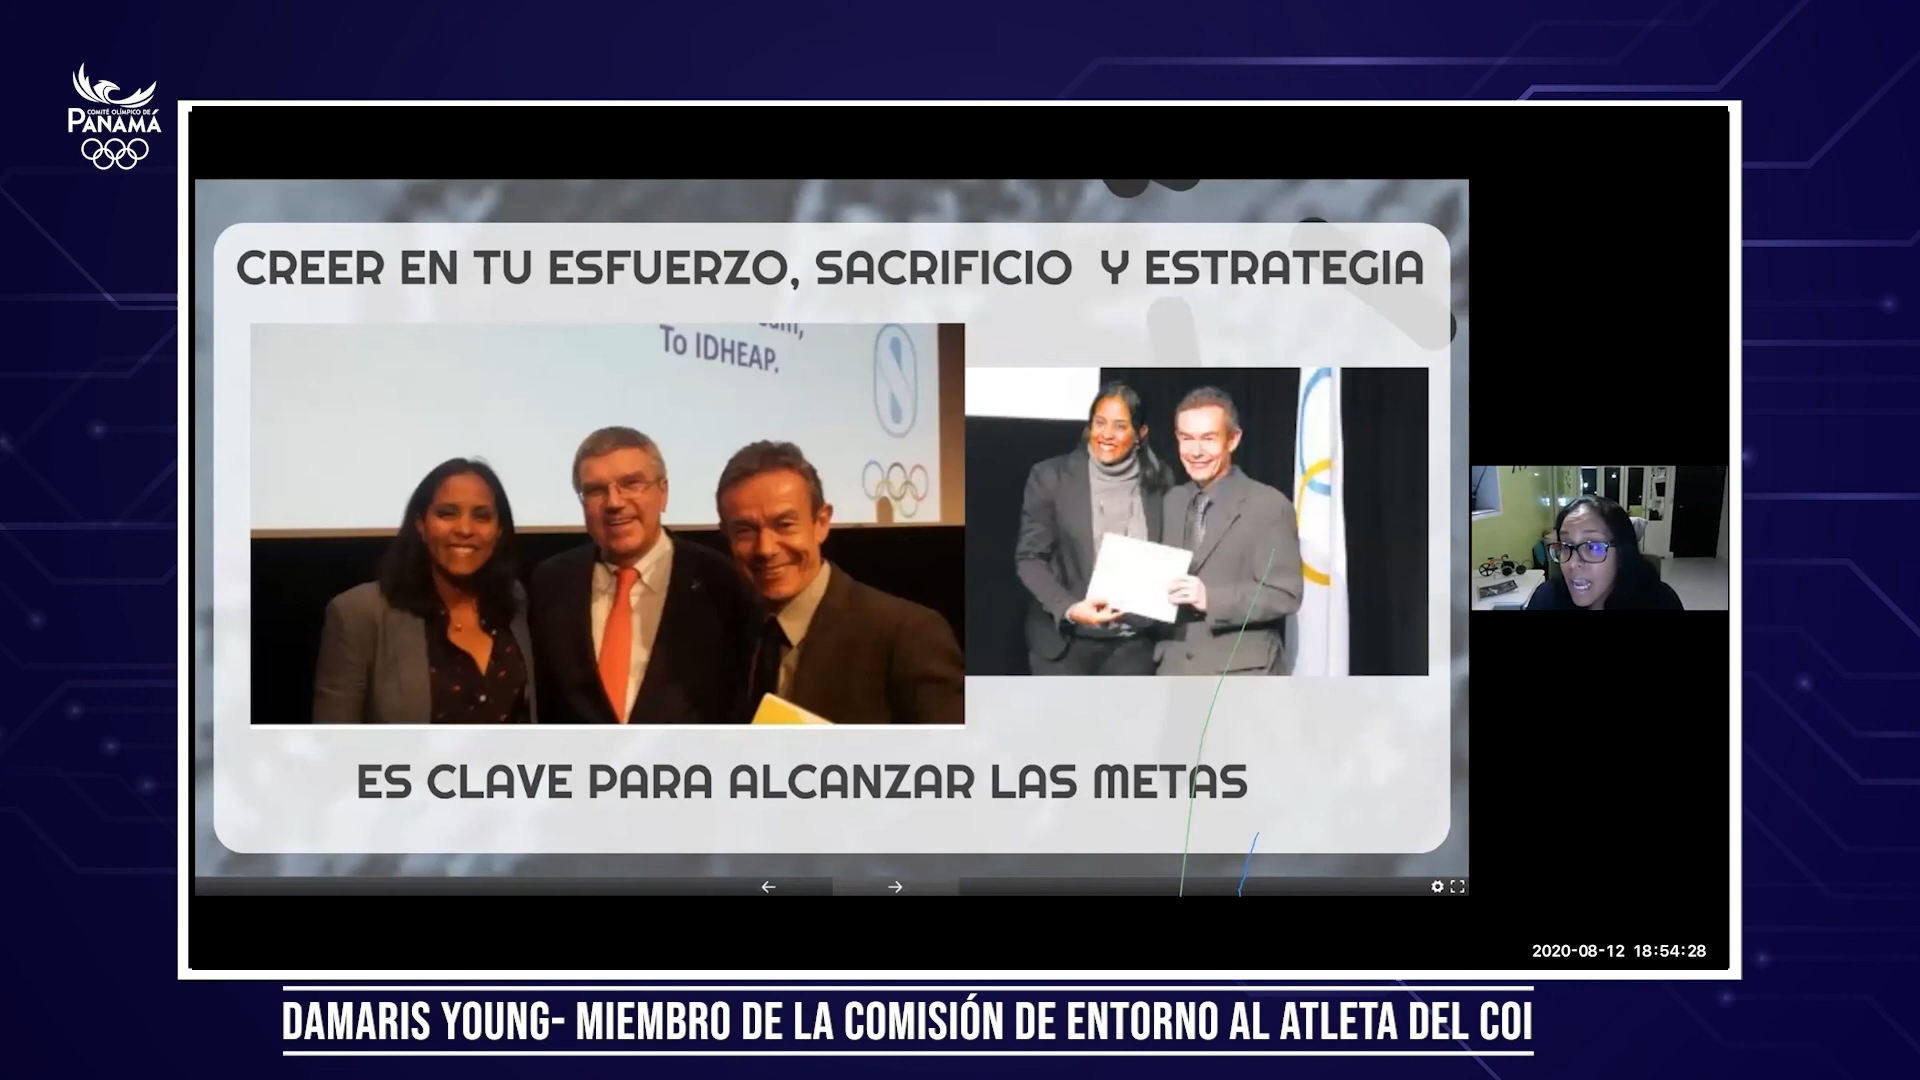 COMITÉ OLÍMPICO DE
PANAMÁ
CREER EN TU ESFUERZO, SACRIFICIO Y ESTRATEGIA
To IDHEAP.
ES CLAVE PARA ALCANZAR LAS METAS
2020-08-12 18:54:28
DAMARIS YOUNG- MIEMBRO DE LA COMISIÓN DE ENTORNO AL ATLETA DEL COI